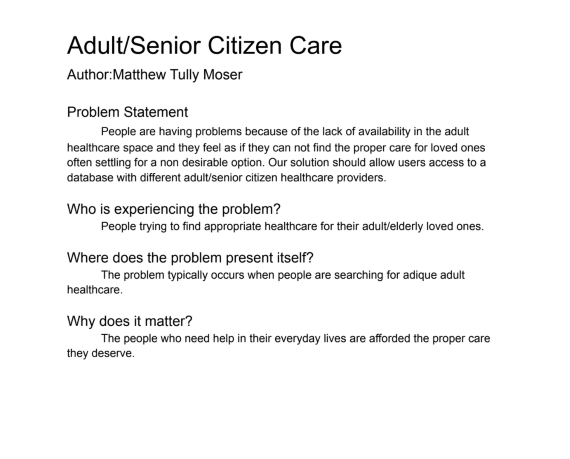 Adult/Senior Citizen Care
Author:Matthew Tully Moser
Problem Statement
People are having problems because of the lack of availability in the adult
healthcare space and they feel as if they can not find the proper care for loved ones
often settling for a non desirable option. Our solution should allow users access to a
database with different adult/senior citizen healthcare providers.
Who is experiencing the problem?
People trying to find appropriate healthcare for their adult/elderly loved ones.
Where does the problem present itself?
The problem typically occurs when people are searching for adique adult
healthcare.
Why does it matter?
The people who need help in their everyday lives are afforded the proper care
they deserve.